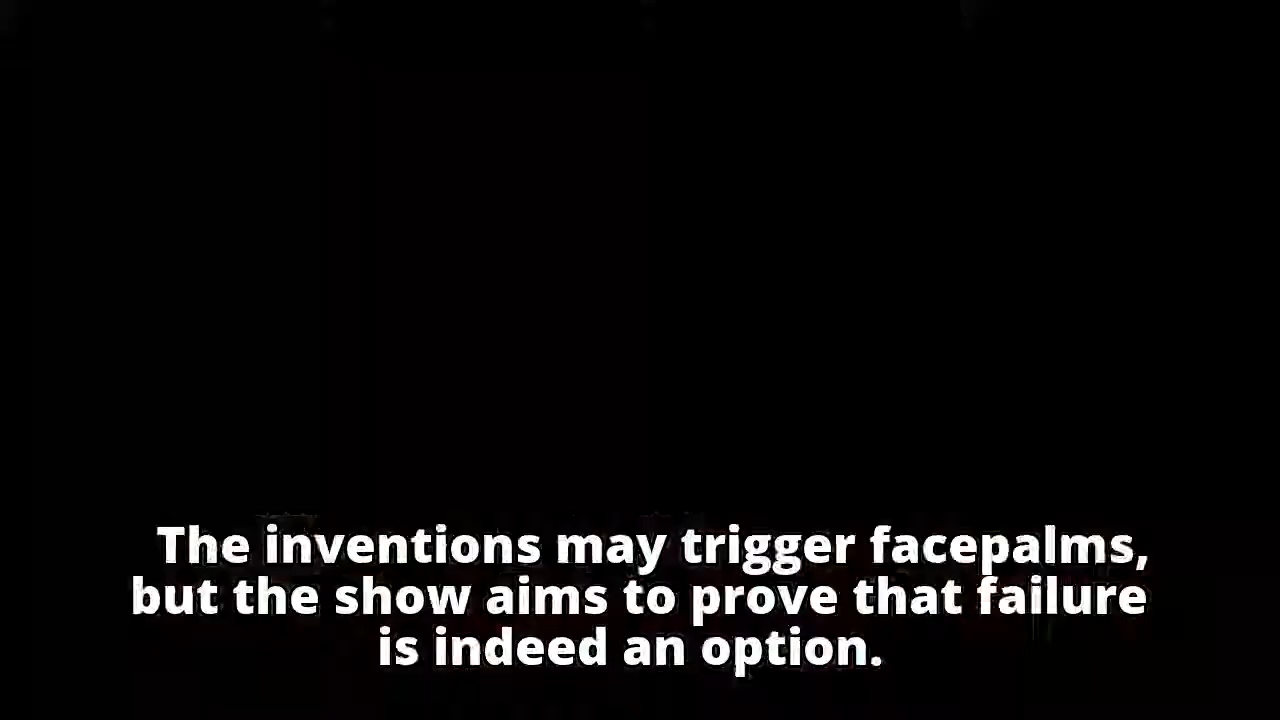 The inventions may trigger facepalms,
but the show aims to prove that failure
is indeed an option.